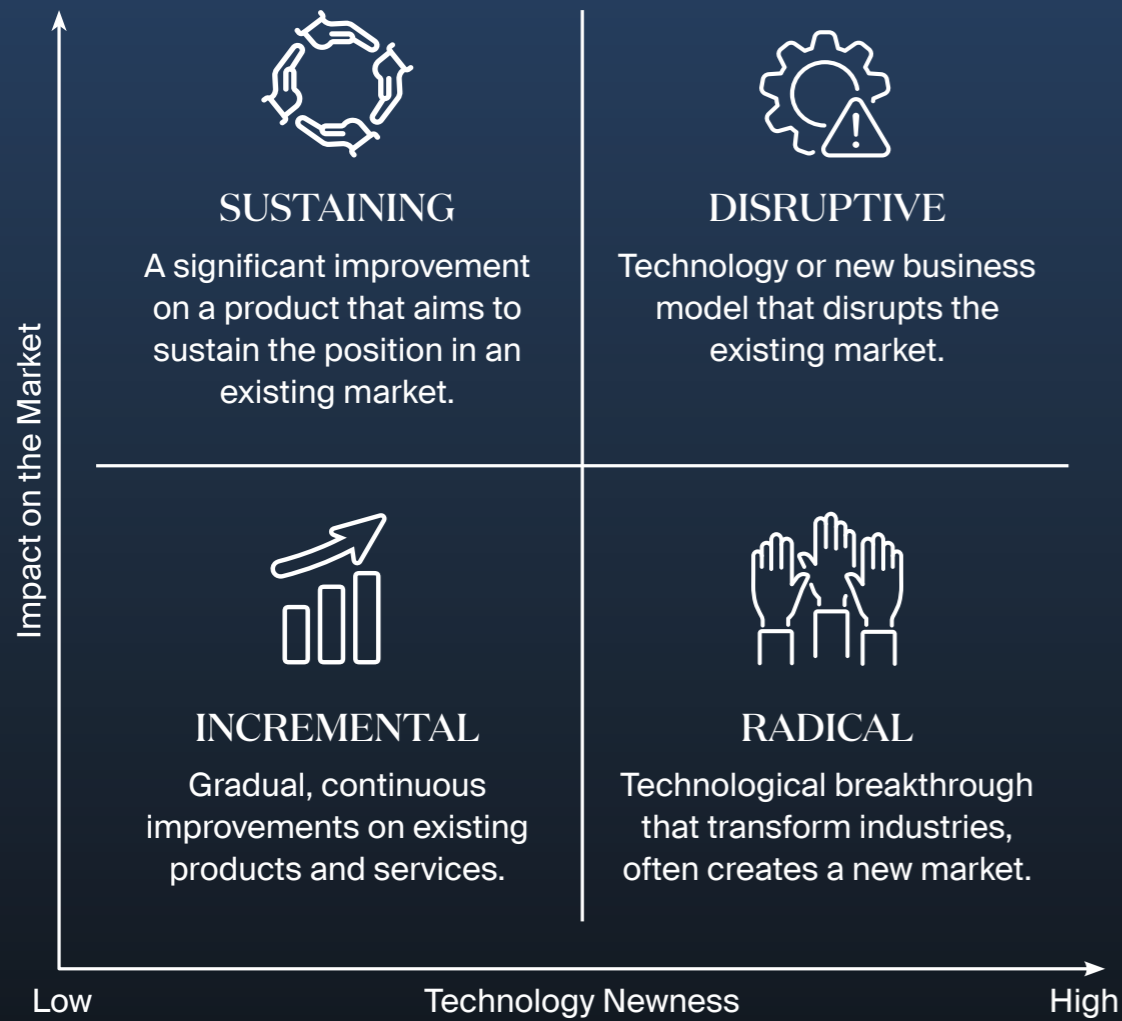 SUSTAINING
A significant improvement
on a product that aims to
sustain the position in an
existing market.
DISRUPTIVE
Technology or new business
model that disrupts the
existing market.
Impact on the Market
INCREMENTAL
Gradual, continuous
improvements on existing
products and services.
RADICAL
Technological breakthrough
that transform industries,
often creates a new market.
Low
Technology Newness
High